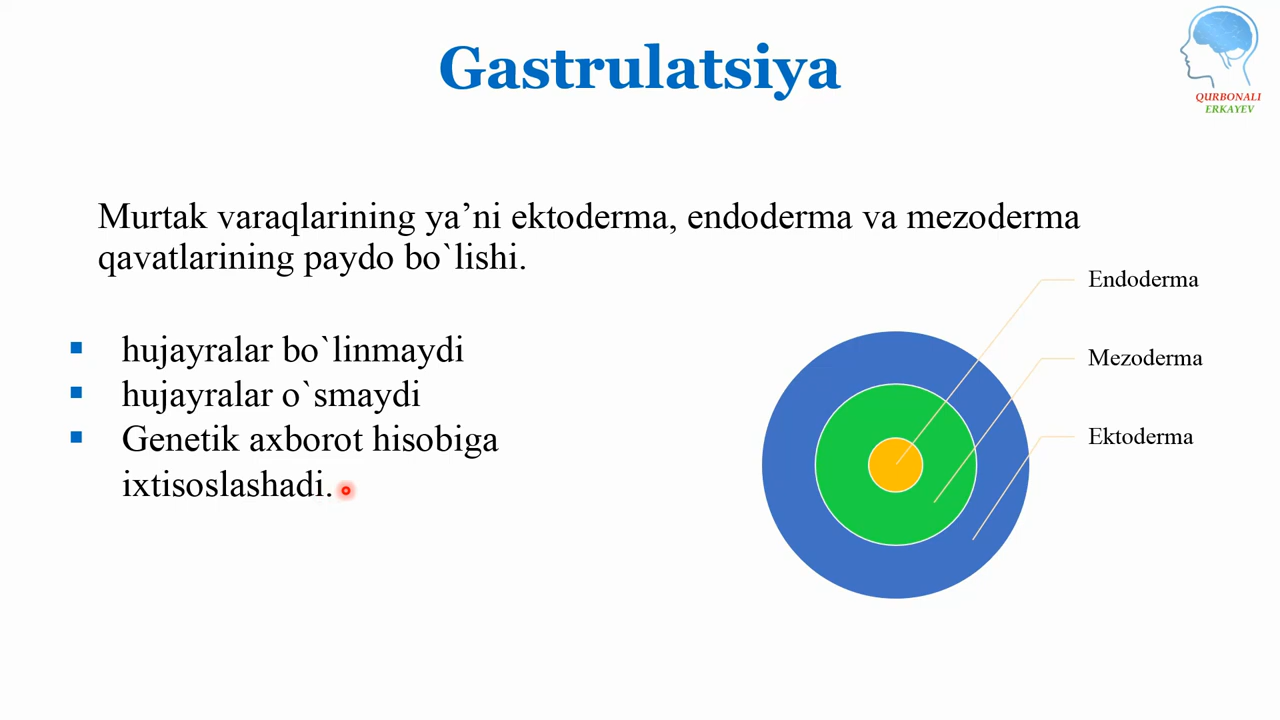 Gastrulatsiya
QURBONALI
ERKAYEV
Murtak varaqlarining ya’ni ektoderma, endoderma va mezoderma
qavatlarining paydo bo`lishi.
hujayralar bo`linmaydi
hujayralar o`smaydi
Genetik axborot hisobiga
ixtisoslashadi.
Endoderma
Mezoderma
Ektoderma